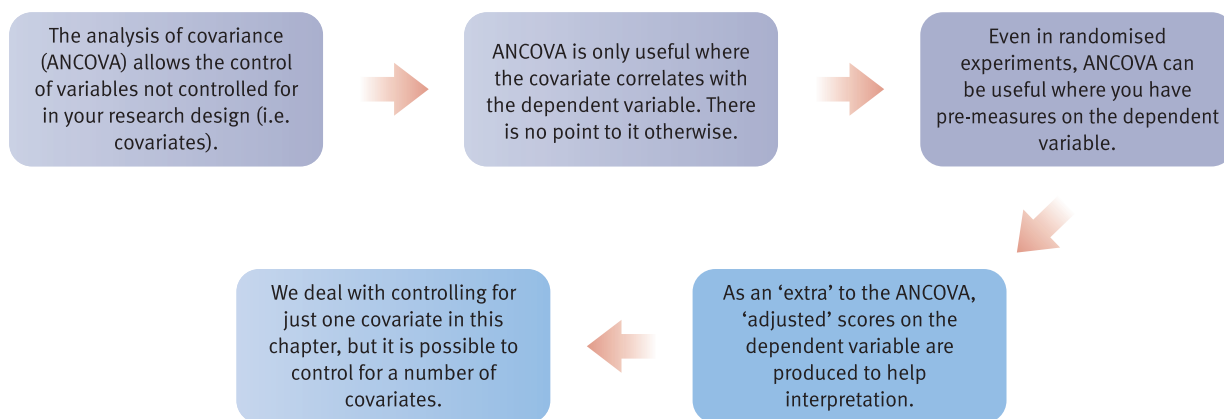 The analysis of covariance
(ANCOVA) allows the control
of variables not controlled for
in your research design (i.e.
covariates).
ANCOVA is only useful where
the covariate correlates with
the dependent variable. There
is no point to it otherwise.
Even in randomised
experiments, ANCOVA can
be useful where you have
pre-measures on the dependent
variable.
As an ‘extra’ to the ANCOVA,
‘adjusted’ scores on the
dependent variable are
produced to help
interpretation.
We deal with controlling for
just one covariate in this
chapter, but it is possible to
control for a number of
covariates.